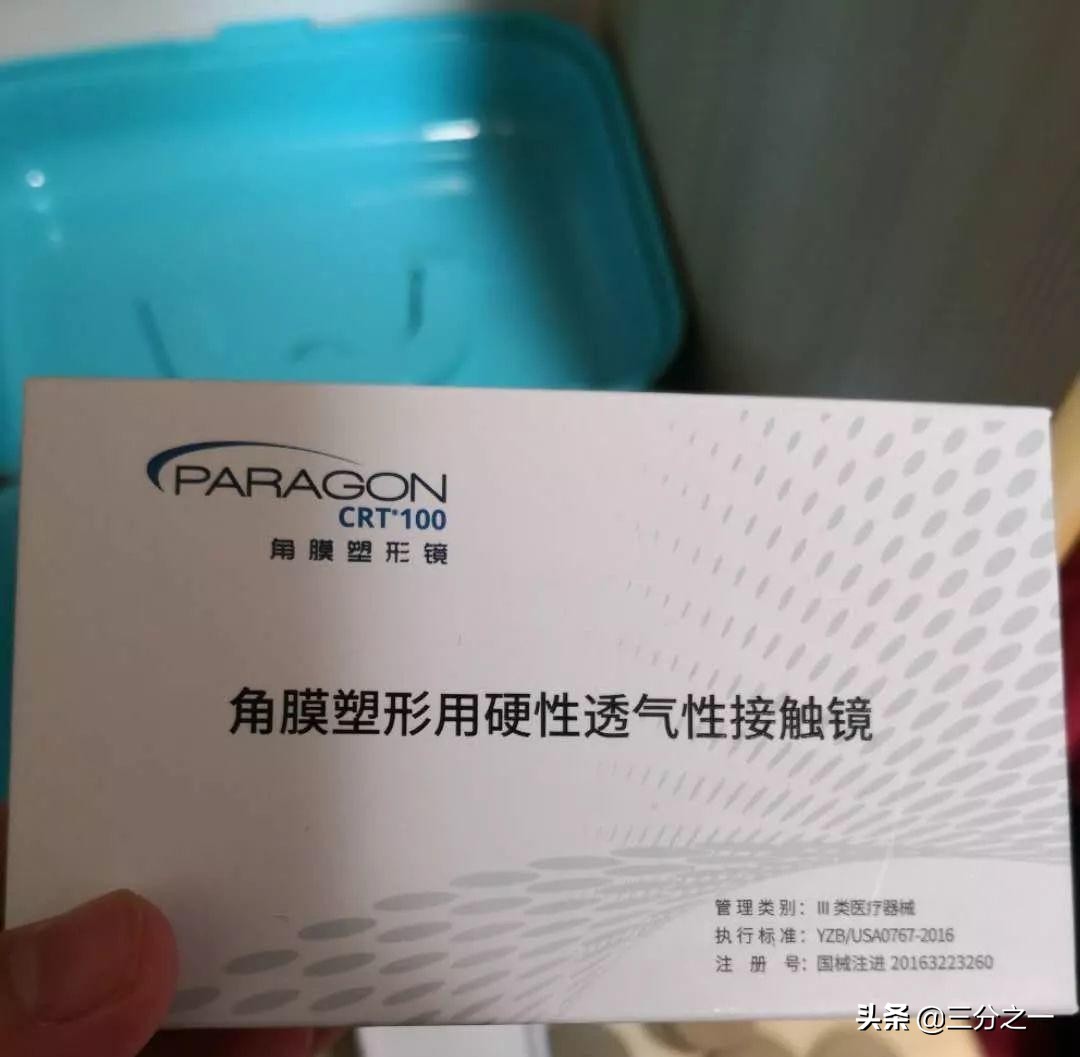 PARAGON
CRT®100
角膜塑形镜
角膜塑形用硬性透气性接触镜
管理类别：III类医疗器械
执行标准：YZB/USA0767-2016
注 册 号：国械注进 20163223260
头条 @三分之一